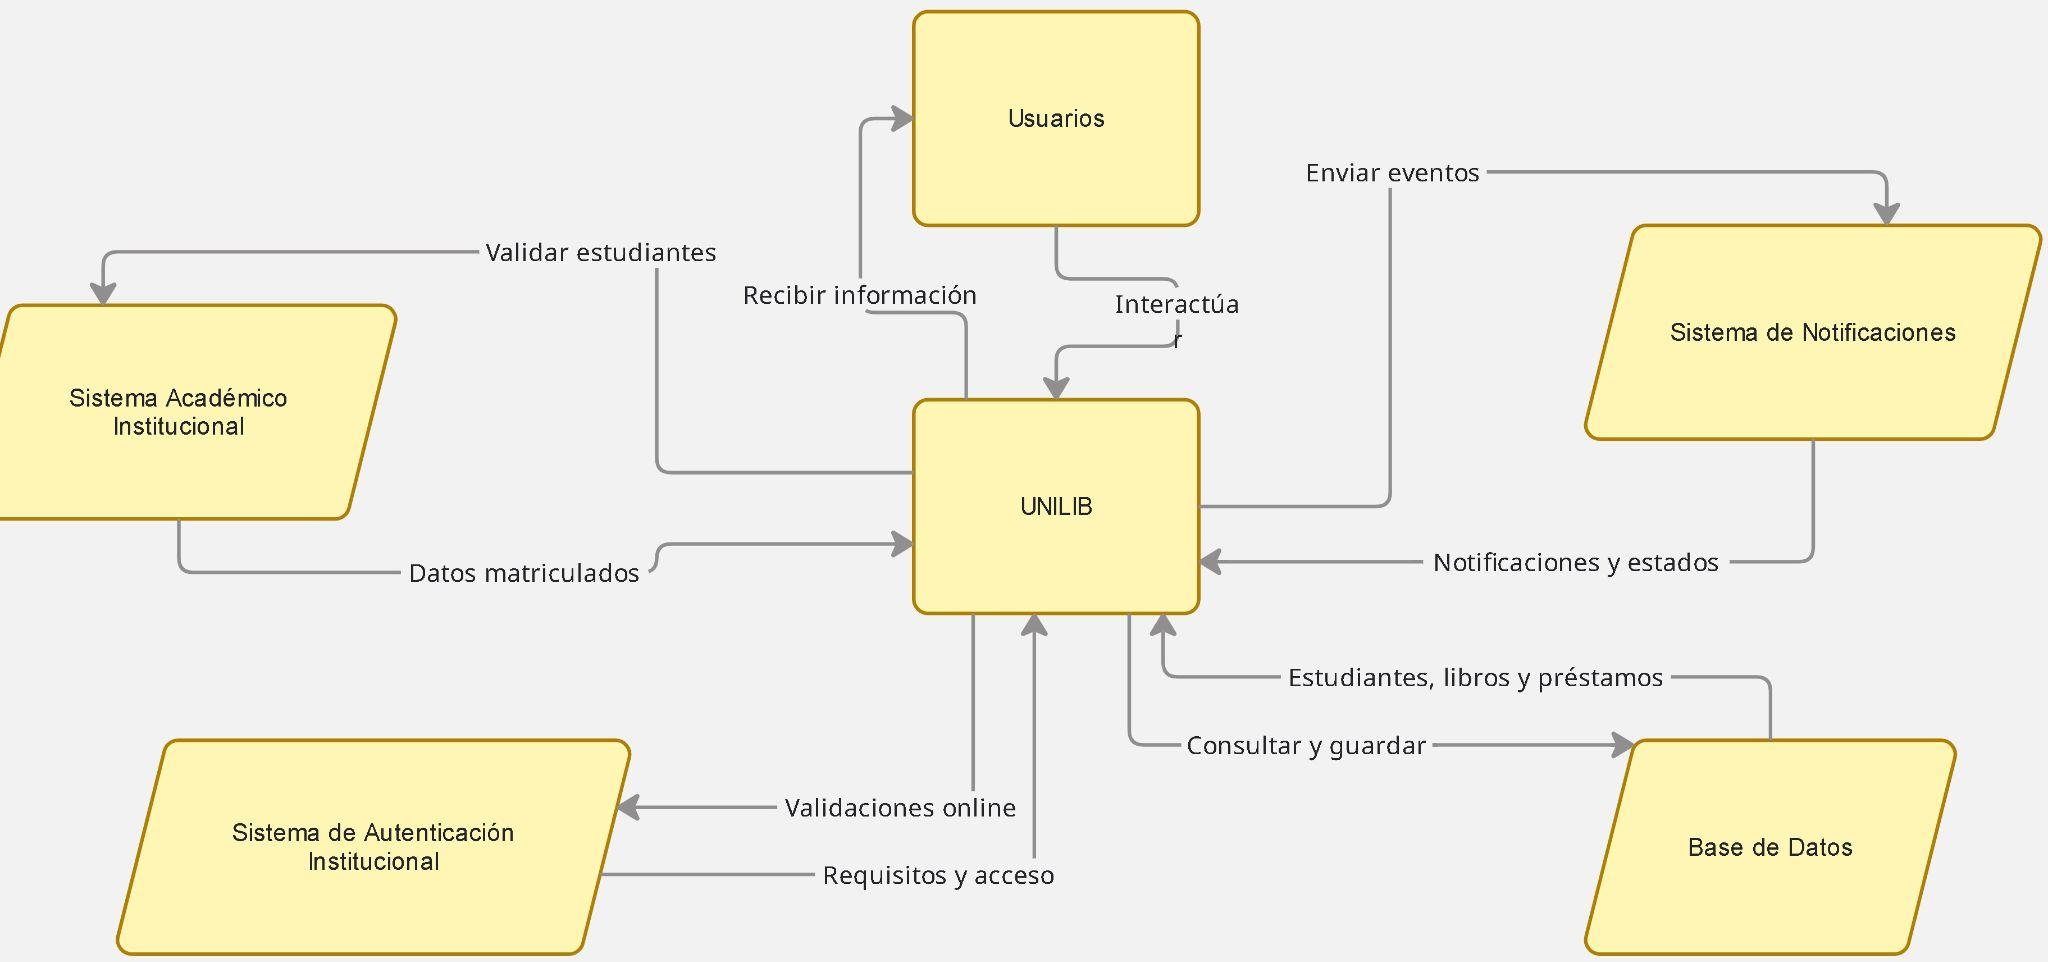 Usuarios
Enviar eventos
Validar estudiantes
Recibir información
Interactúa
r
Sistema de Notificaciones
Sistema Académico
Institucional
UNILIB
Notificaciones y estados
Datos matriculados
Estudiantes, libros y préstamos
Consultar y guardar
Validaciones online
Sistema de Autenticación
Institucional
Base de Datos
Requisitos y acceso